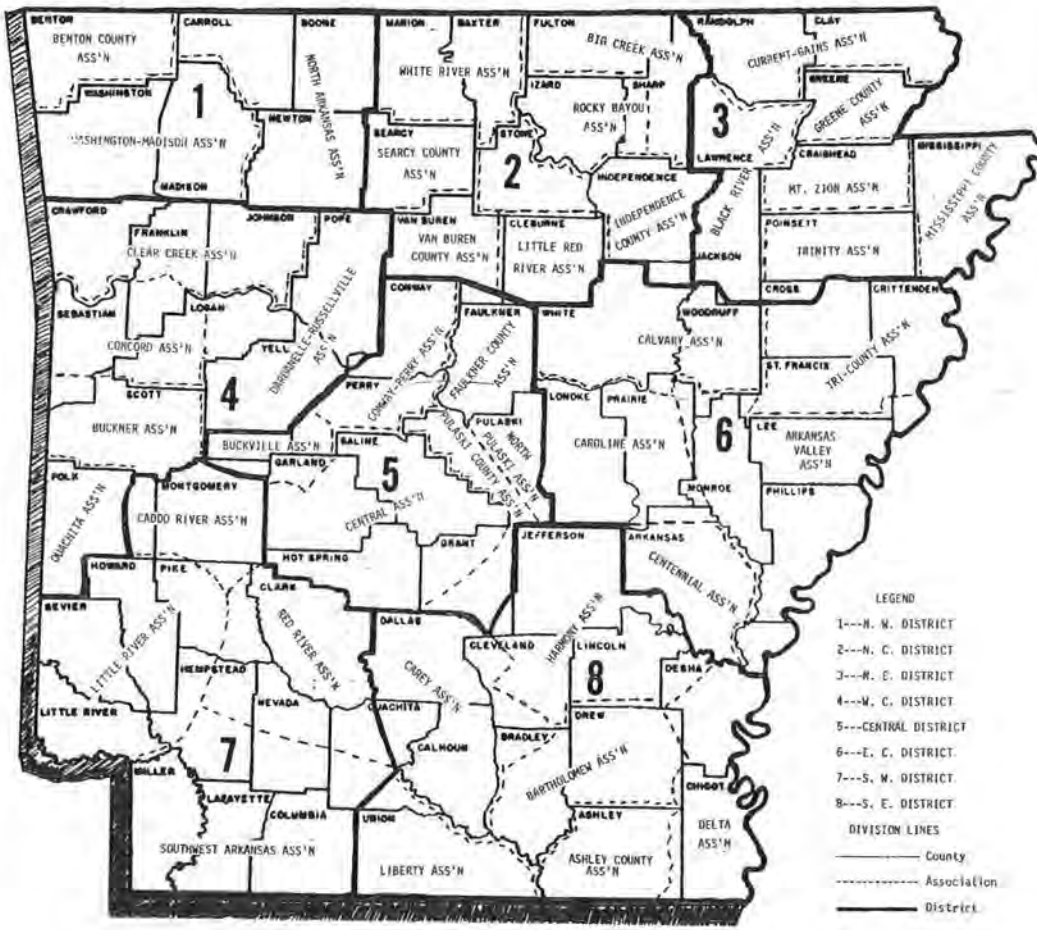 BENTON
CARROLL
BOONE
MARION
BAXTER
FULTON
RANDOLPH
CLAY
BENTON COUNTY
ASS'N
NORTH ARKANSAS ASS'N
WHITE RIVER ASS'N
BIG CREEK ASS'N
CURRENT-GAINS ASS'N
WASHINGTON
1
IZARD
SHARP
GREENE
GREENE COUNTY
ASS'N
WASHINGTON-MADISON ASS'N
NEWTON
SEARCY
ROCKY BAYOU
ASS'N
3
SEARCY COUNTY
ASS'N
STONE
2
LAWRENCE
BLACK RIVER ASS'N
CRAIGHEAD
MISSISSIPPI
MISSISSIPPI COUNTY
ASS'N
MADISON
INDEPENDENCE
INDEPENDENCE
COUNTY ASS'N
MT. ZION ASS'N
CRAWFORD
FRANKLIN
JOHNSON
POPE
VAN BUREN
VAN BUREN
COUNTY ASS'N
CLEBURNE
LITTLE RED
RIVER ASS'N
POINSETT
CLEAR CREEK ASS'N
JACKSON
TRINITY ASS'N
SEBASTIAN
LOGAN
CONWAY
FAULKNER
WHITE
WOODRUFF
CROSS
CRITTENDEN
CONCORD ASS'N
YELL
DARDANELLE-RUSSELLVILLE
ASS'N
CONWAY-PERRY ASS'N
FAULKNER COUNTY
ASS'N
CALVARY ASS'N
ST. FRANCIS
TRI-COUNTY ASS'N
SCOTT
4
PERRY
LONOKE
PRAIRIE
BUCKNER ASS'N
BUCKVILLE ASS'N
SALINE
PULASKI
NORTH
PULASKI ASS'N
PULASKI COUNTY ASS'N
CAROLINE ASS'N
6
LEE
ARKANSAS
VALLEY
ASS'N
POLK
MONTGOMERY
GARLAND
5
MONROE
PHILLIPS
OUACHITA ASS'N
CADDO RIVER ASS'N
CENTRAL ASS'N
GRANT
JEFFERSON
ARKANSAS
HOT SPRING
CENTENNIAL ASS'N
HOWARD
PIKE
CLARK
SEVIER
LITTLE RIVER ASS'N
RED RIVER ASS'N
DALLAS
CAREY ASS'N
CLEVELAND
HARMONY ASS'N
LINCOLN
DESHA
HEMPSTEAD
8
LITTLE RIVER
NEVADA
OUACHITA
CALHOUN
BRADLEY
DREW
7
BARTHOLOMEW ASS'N
MILLER
LAFAYETTE
COLUMBIA
UNION
ASHLEY
CHICOT
SOUTHWEST ARKANSAS ASS'N
LIBERTY ASS'N
ASHLEY COUNTY
ASS'N
DELTA
ASS'N
LEGEND
1---N. W. DISTRICT
2---N. C. DISTRICT
3---N. E. DISTRICT
4---W. C. DISTRICT
5---CENTRAL DISTRICT
6---E. C. DISTRICT
7---S. W. DISTRICT
8---S. E. DISTRICT
DIVISION LINES
County
Association
District